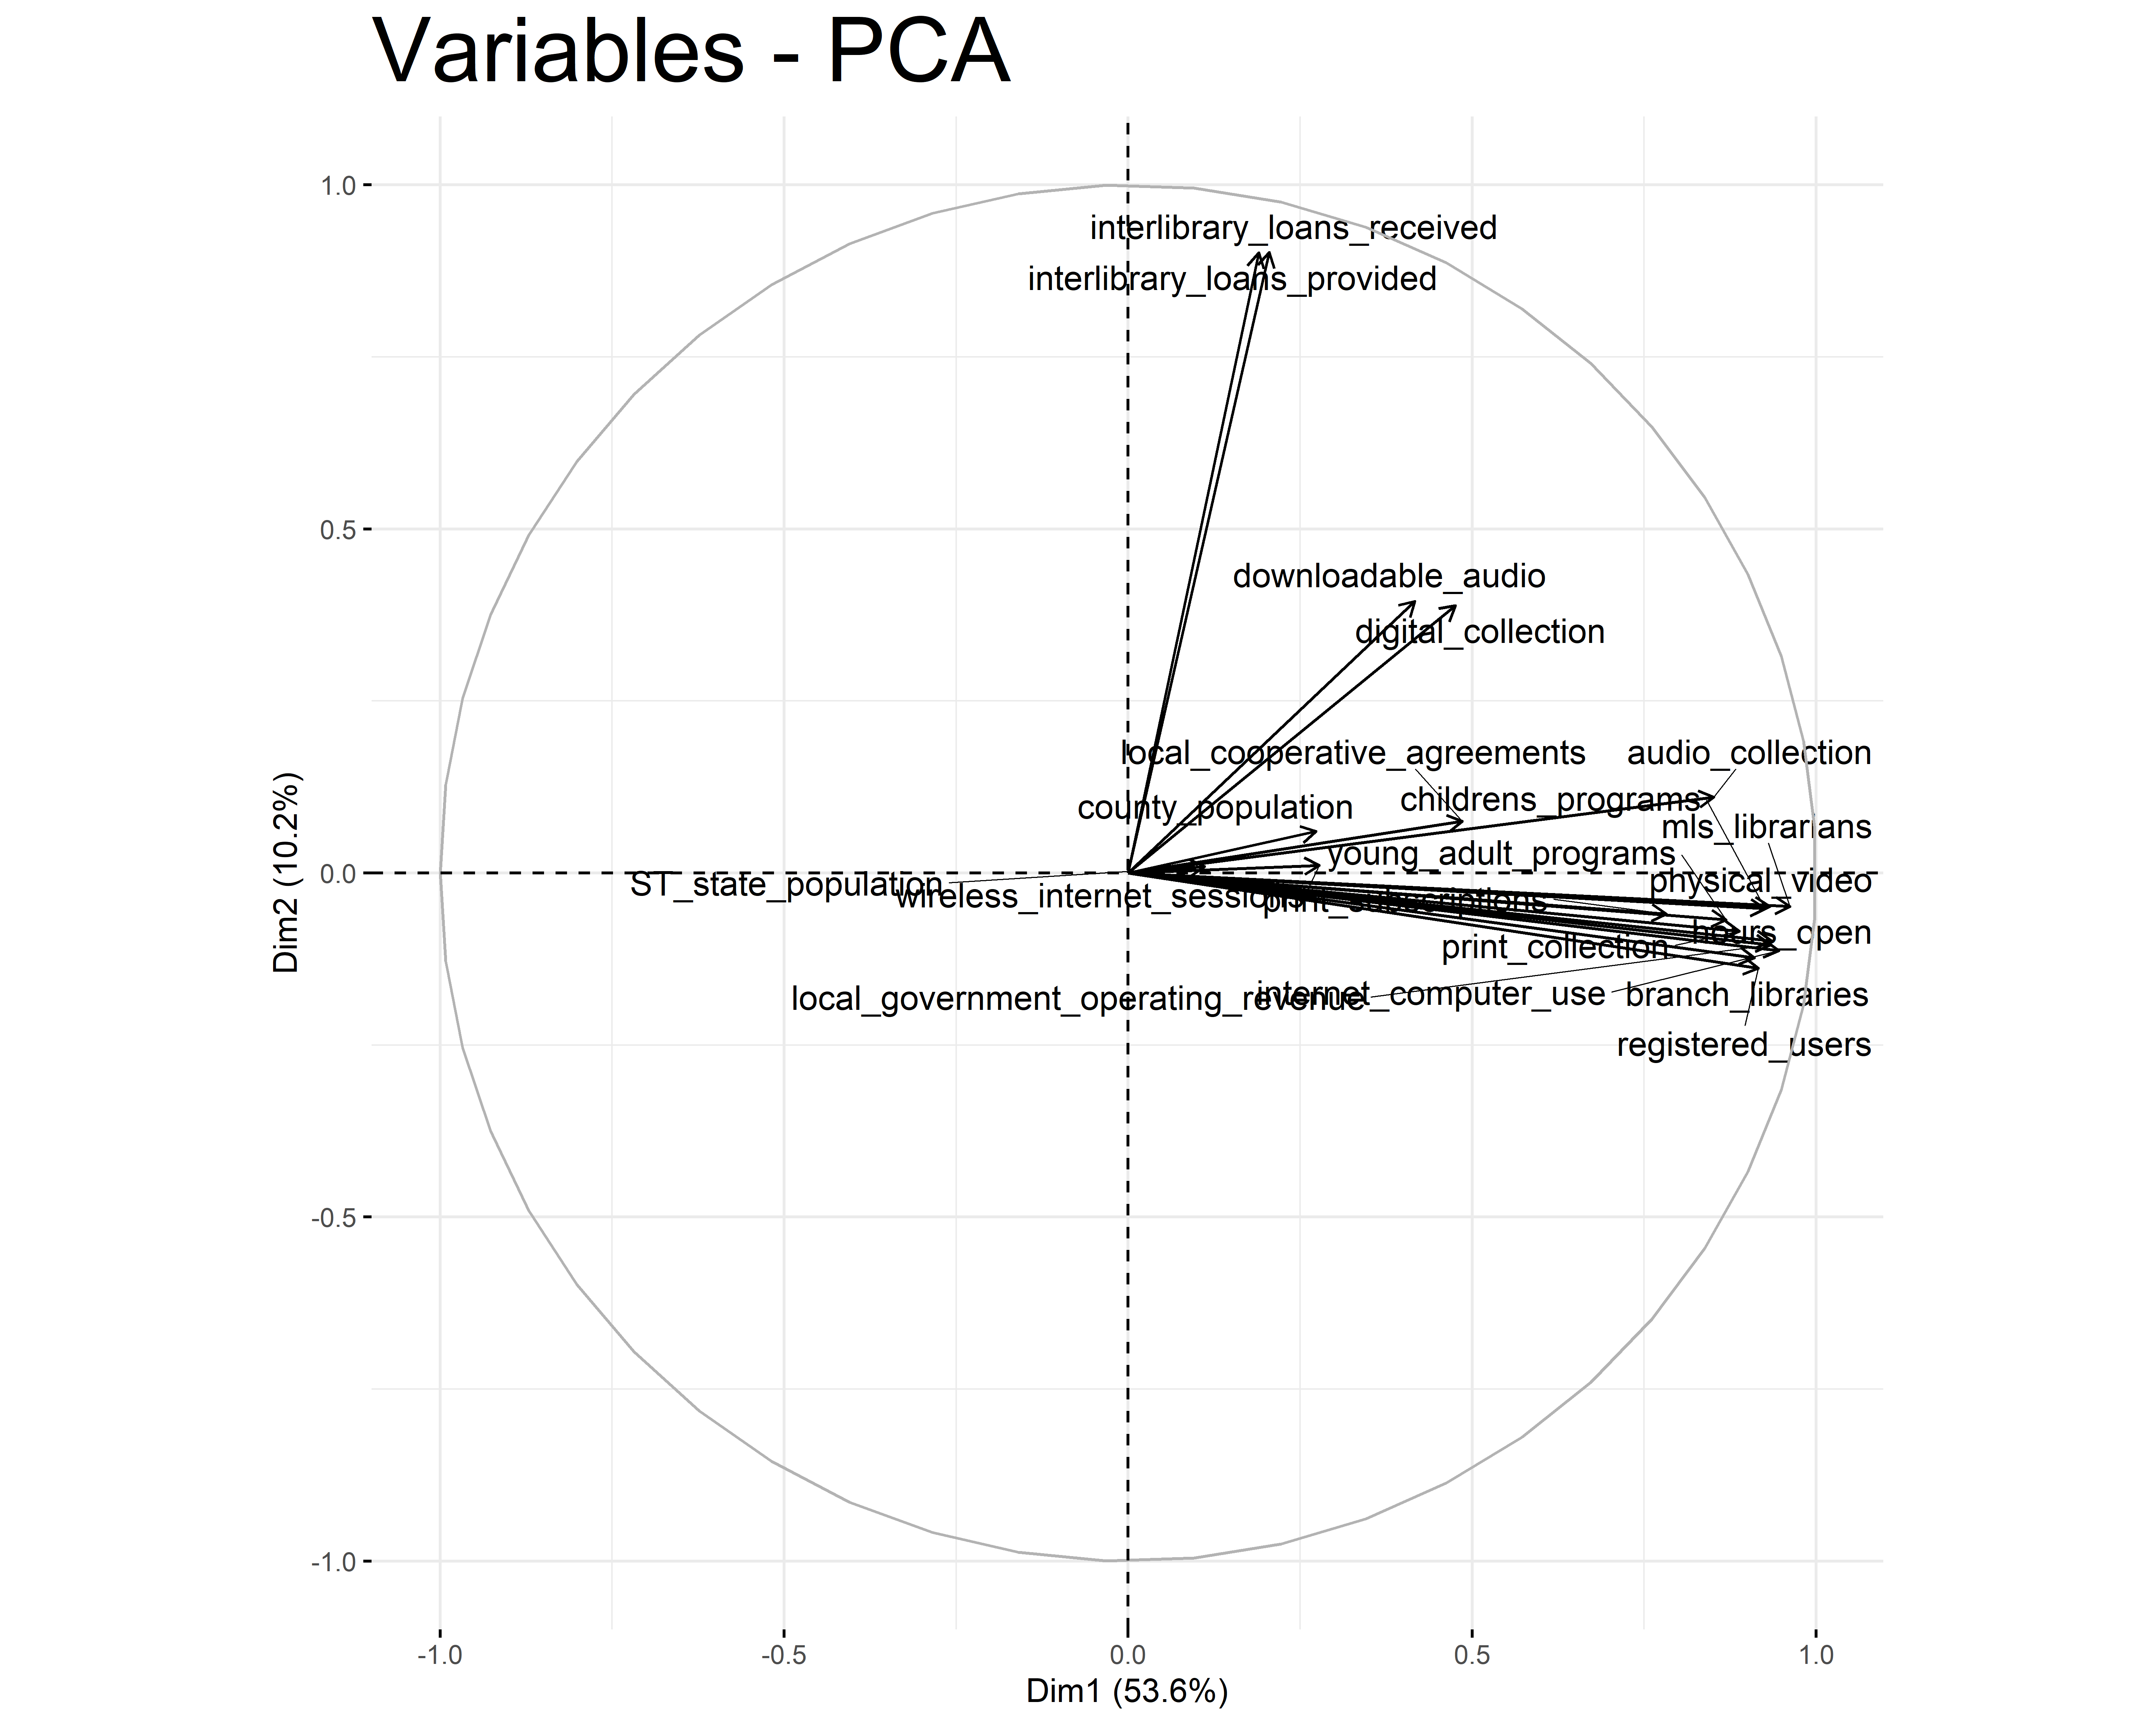 Variables - PCA
1.0
interlibrary_loans_received
interlibrary_loans_provided
0.5
downloadable_audio
digital_collection
local_cooperative_agreements
audio_collection
childrens_programs
county_population
mls_librarians
young_adult_programs
0.0
ST_state_population
physical_video
wireless_internet_sessions
print_subscriptions
hours_open
print_collection
local_government_operating_revenue
internet_computer_use
branch_libraries
registered_users
-0.5
-1.0
Dim2 (10.2%)
-1.0
-0.5
0.0
0.5
1.0
Dim1 (53.6%)